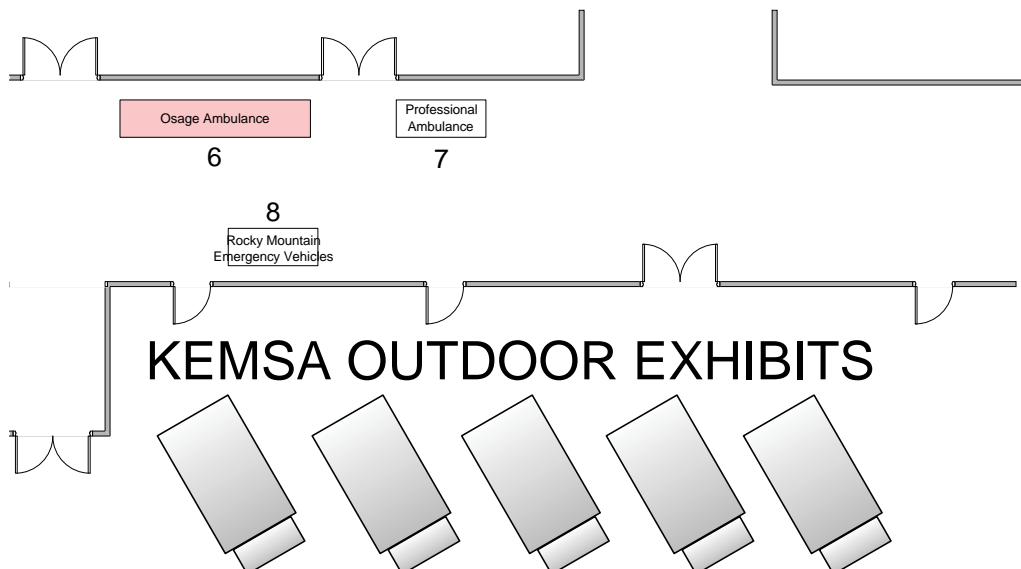 Osage Ambulance
Professional
Ambulance
6
7
8
Rocky Mountain
Emergency Vehicles
KEMSA OUTDOOR EXHIBITS